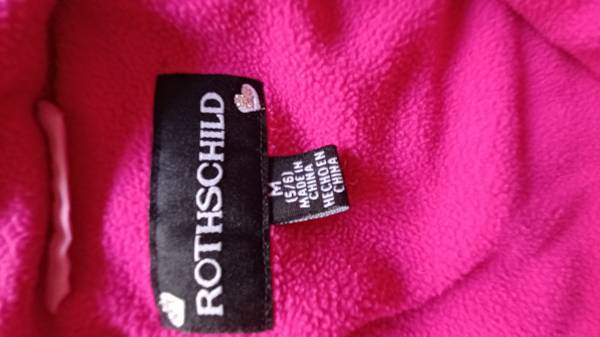 ROTHSCHILD
M
(5/6)
MADE IN
CHINA
HECHO EN
CHINA